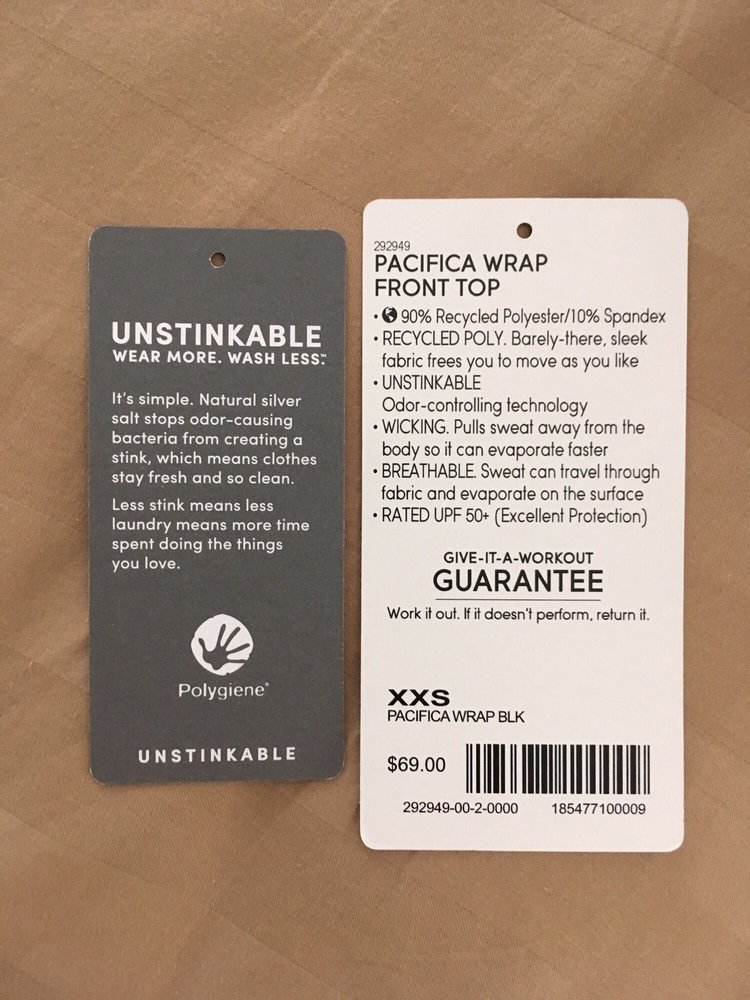 UNSTINKABLE
WEAR MORE. WASH LESS.™
It's simple. Natural silver
salt stops odor-causing
bacteria from creating a
stink, which means clothes
stay fresh and so clean.
Less stink means less
laundry means more time
spent doing the things
you love.
Polygiene®
UNSTINKABLE
292949
PACIFICA WRAP
FRONT TOP
• 90% Recycled Polyester/10% Spandex
• RECYCLED POLY. Barely-there, sleek
fabric frees you to move as you like
• UNSTINKABLE
Odor-controlling technology
• WICKING. Pulls sweat away from the
body so it can evaporate faster
• BREATHABLE. Sweat can travel through
fabric and evaporate on the surface
• RATED UPF 50+ (Excellent Protection)
GIVE-IT-A-WORKOUT
GUARANTEE
Work it out. If it doesn't perform, return it.
XXS
PACIFICA WRAP BLK
$69.00
292949-00-2-0000 185477100009